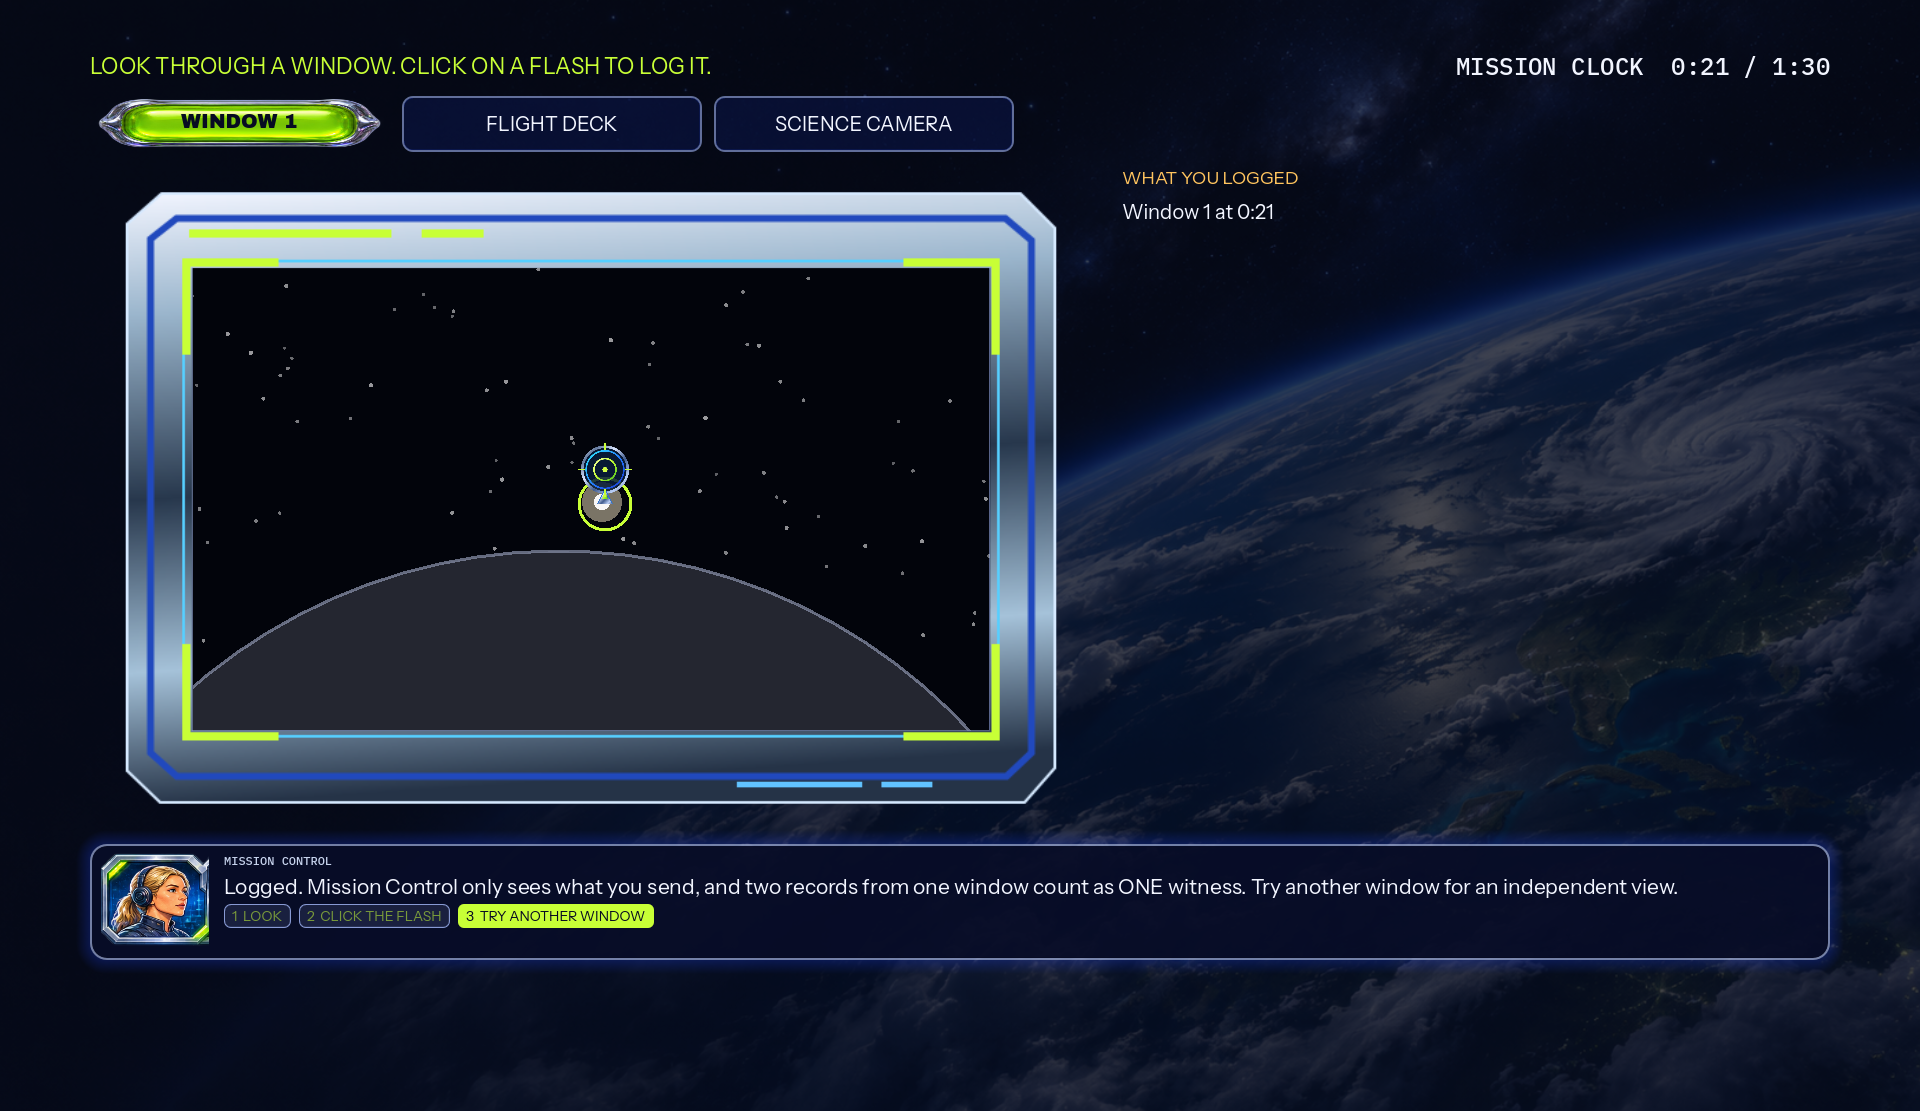 LOOK THROUGH A WINDOW. CLICK ON A FLASH TO LOG IT.
MISSION CLOCK 0:21 / 1:30
WINDOW 1
FLIGHT DECK
SCIENCE CAMERA
WHAT YOU LOGGED
Window 1 at 0:21
MISSION CONTROL
Logged. Mission Control only sees what you send, and two records from one window count as ONE witness. Try another window for an independent view.
1 LOOK
2 CLICK THE FLASH
3 TRY ANOTHER WINDOW